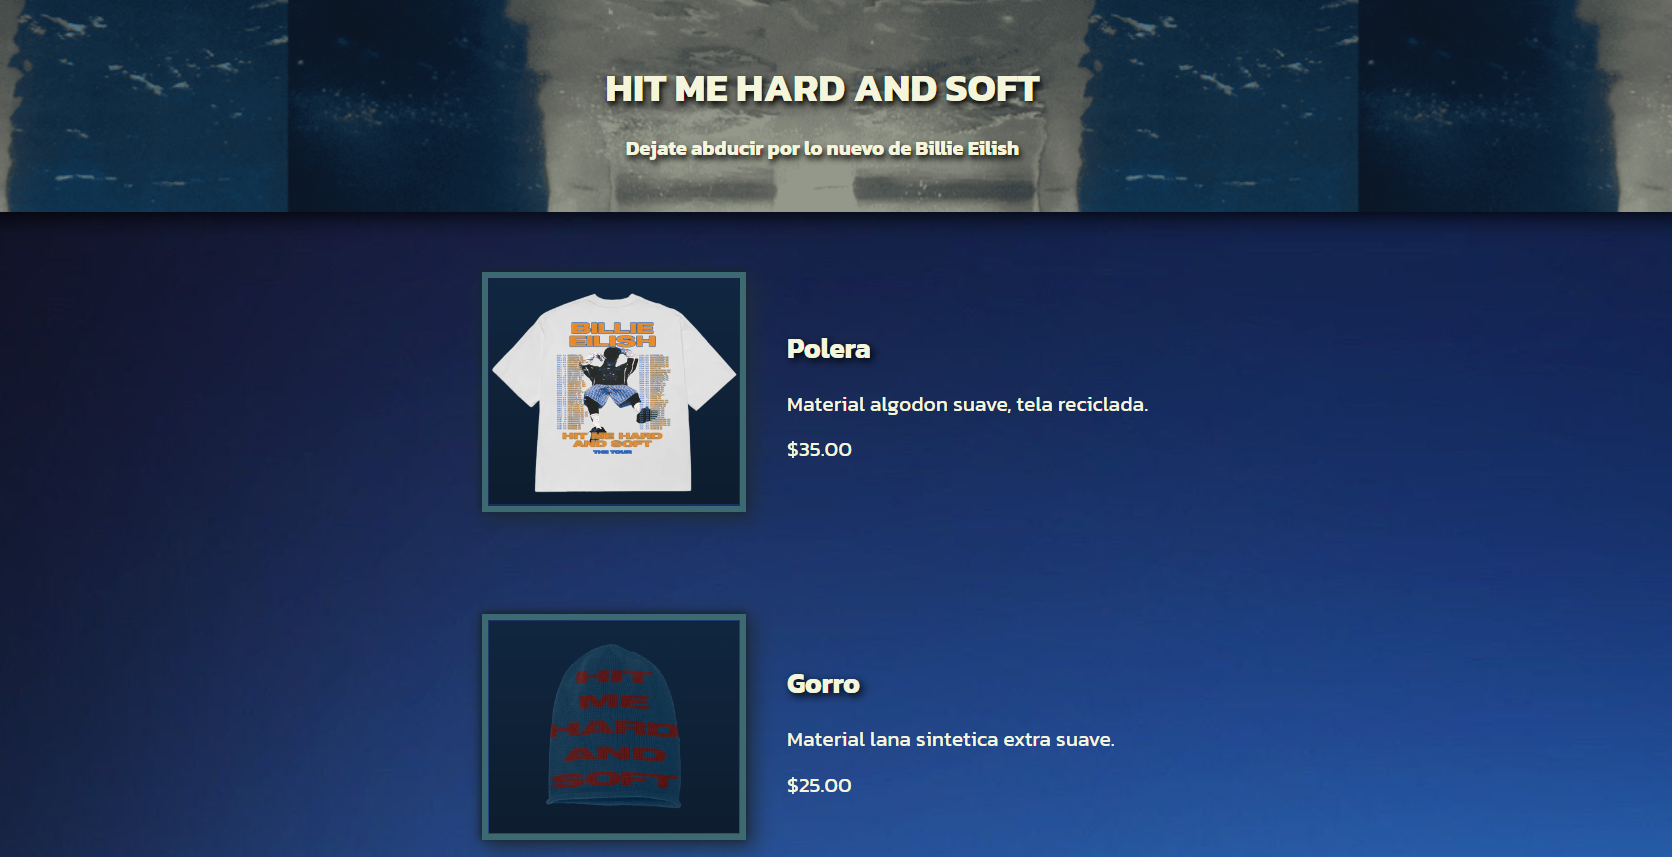 HIT ME HARD AND SOFT
Dejate abducir por lo nuevo de Billie Eilish
BILLIE
EILISH
HIT ME HARD
AND SOFT
THE TOUR
Polera
Material algodon suave, tela reciclada.
$35.00
HIT
ME
HARD
AND
SOFT
Gorro
Material lana sintetica extra suave.
$25.00